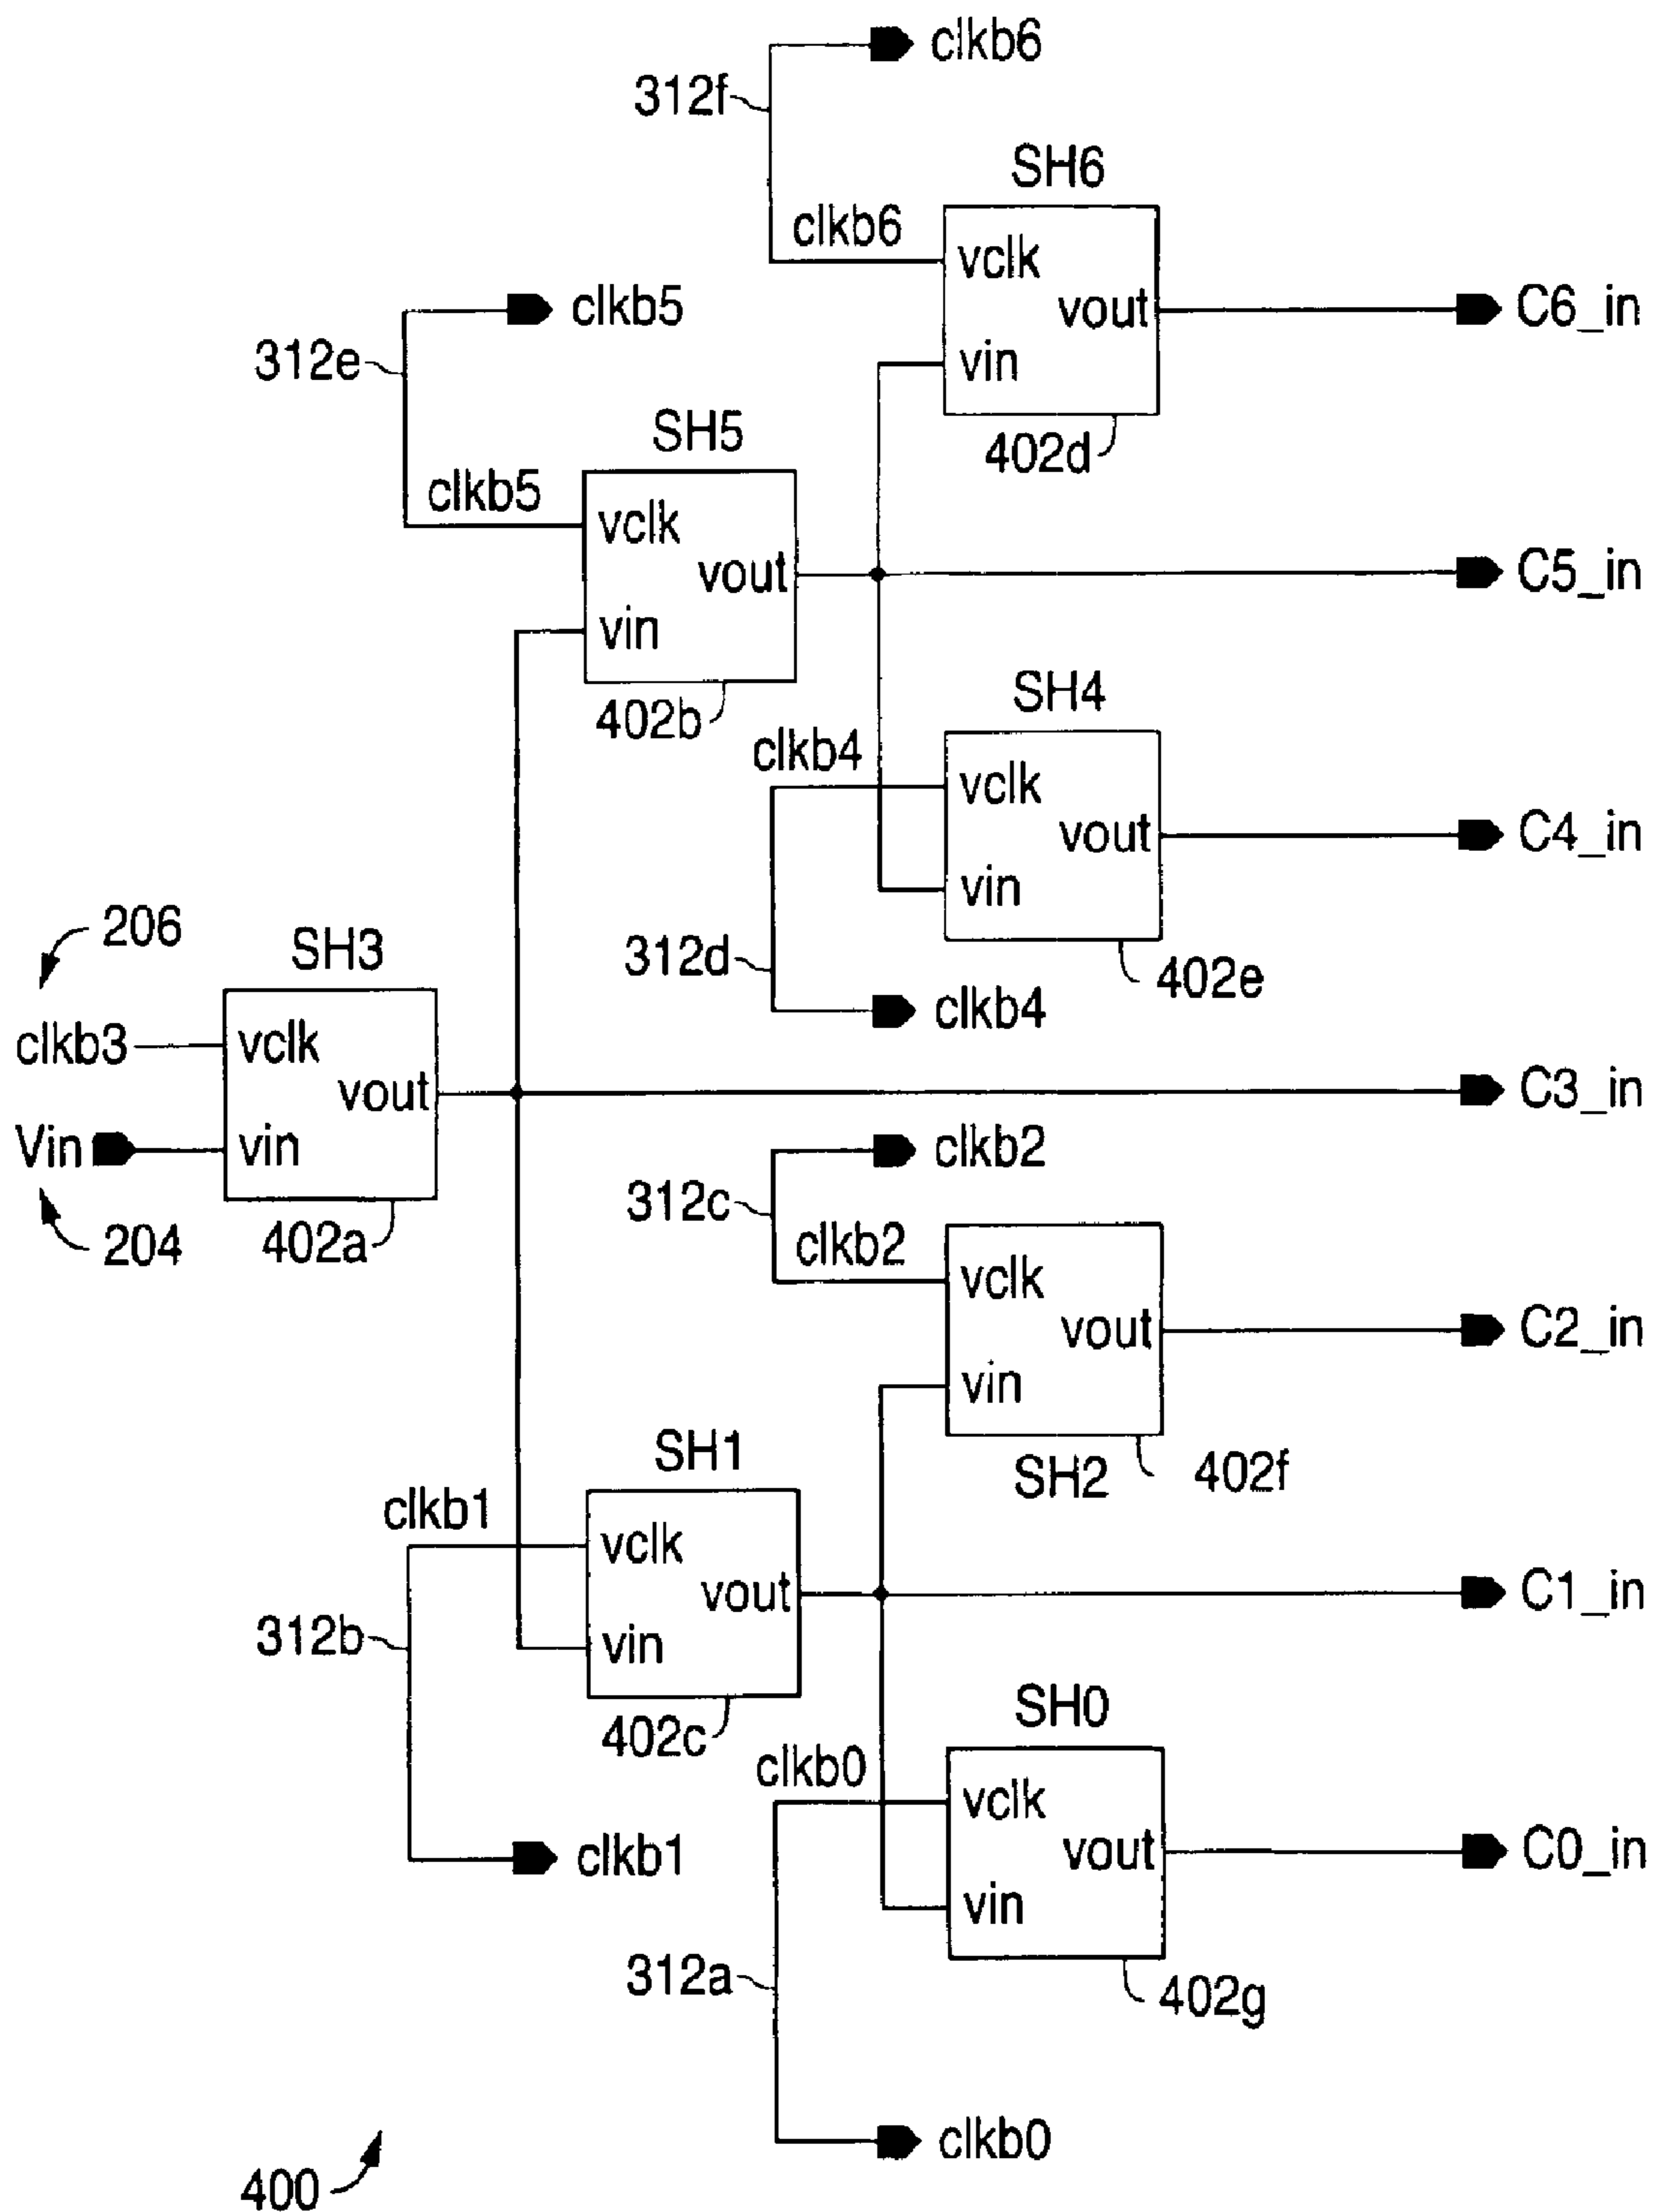 clkb6
312f
SH6
clkb6
vclk
vout
vin
C6_in
402d
clkb5
312e
SH5
clkb5
vclk
vout
vin
C5_in
402b
SH4
clkb4
vclk
vout
vin
C4_in
402e
312d
clkb4
206
SH3
clkb3
vclk
vout
C3_in
Vin
vin
204
402a
clkb2
312c
clkb2
vclk
vout
vin
C2_in
SH2
402f
SH1
clkb1
vclk
vout
vin
C1_in
312b
402c
clkb1
SH0
clkb0
vclk
vout
vin
C0_in
312a
402g
clkb0
400